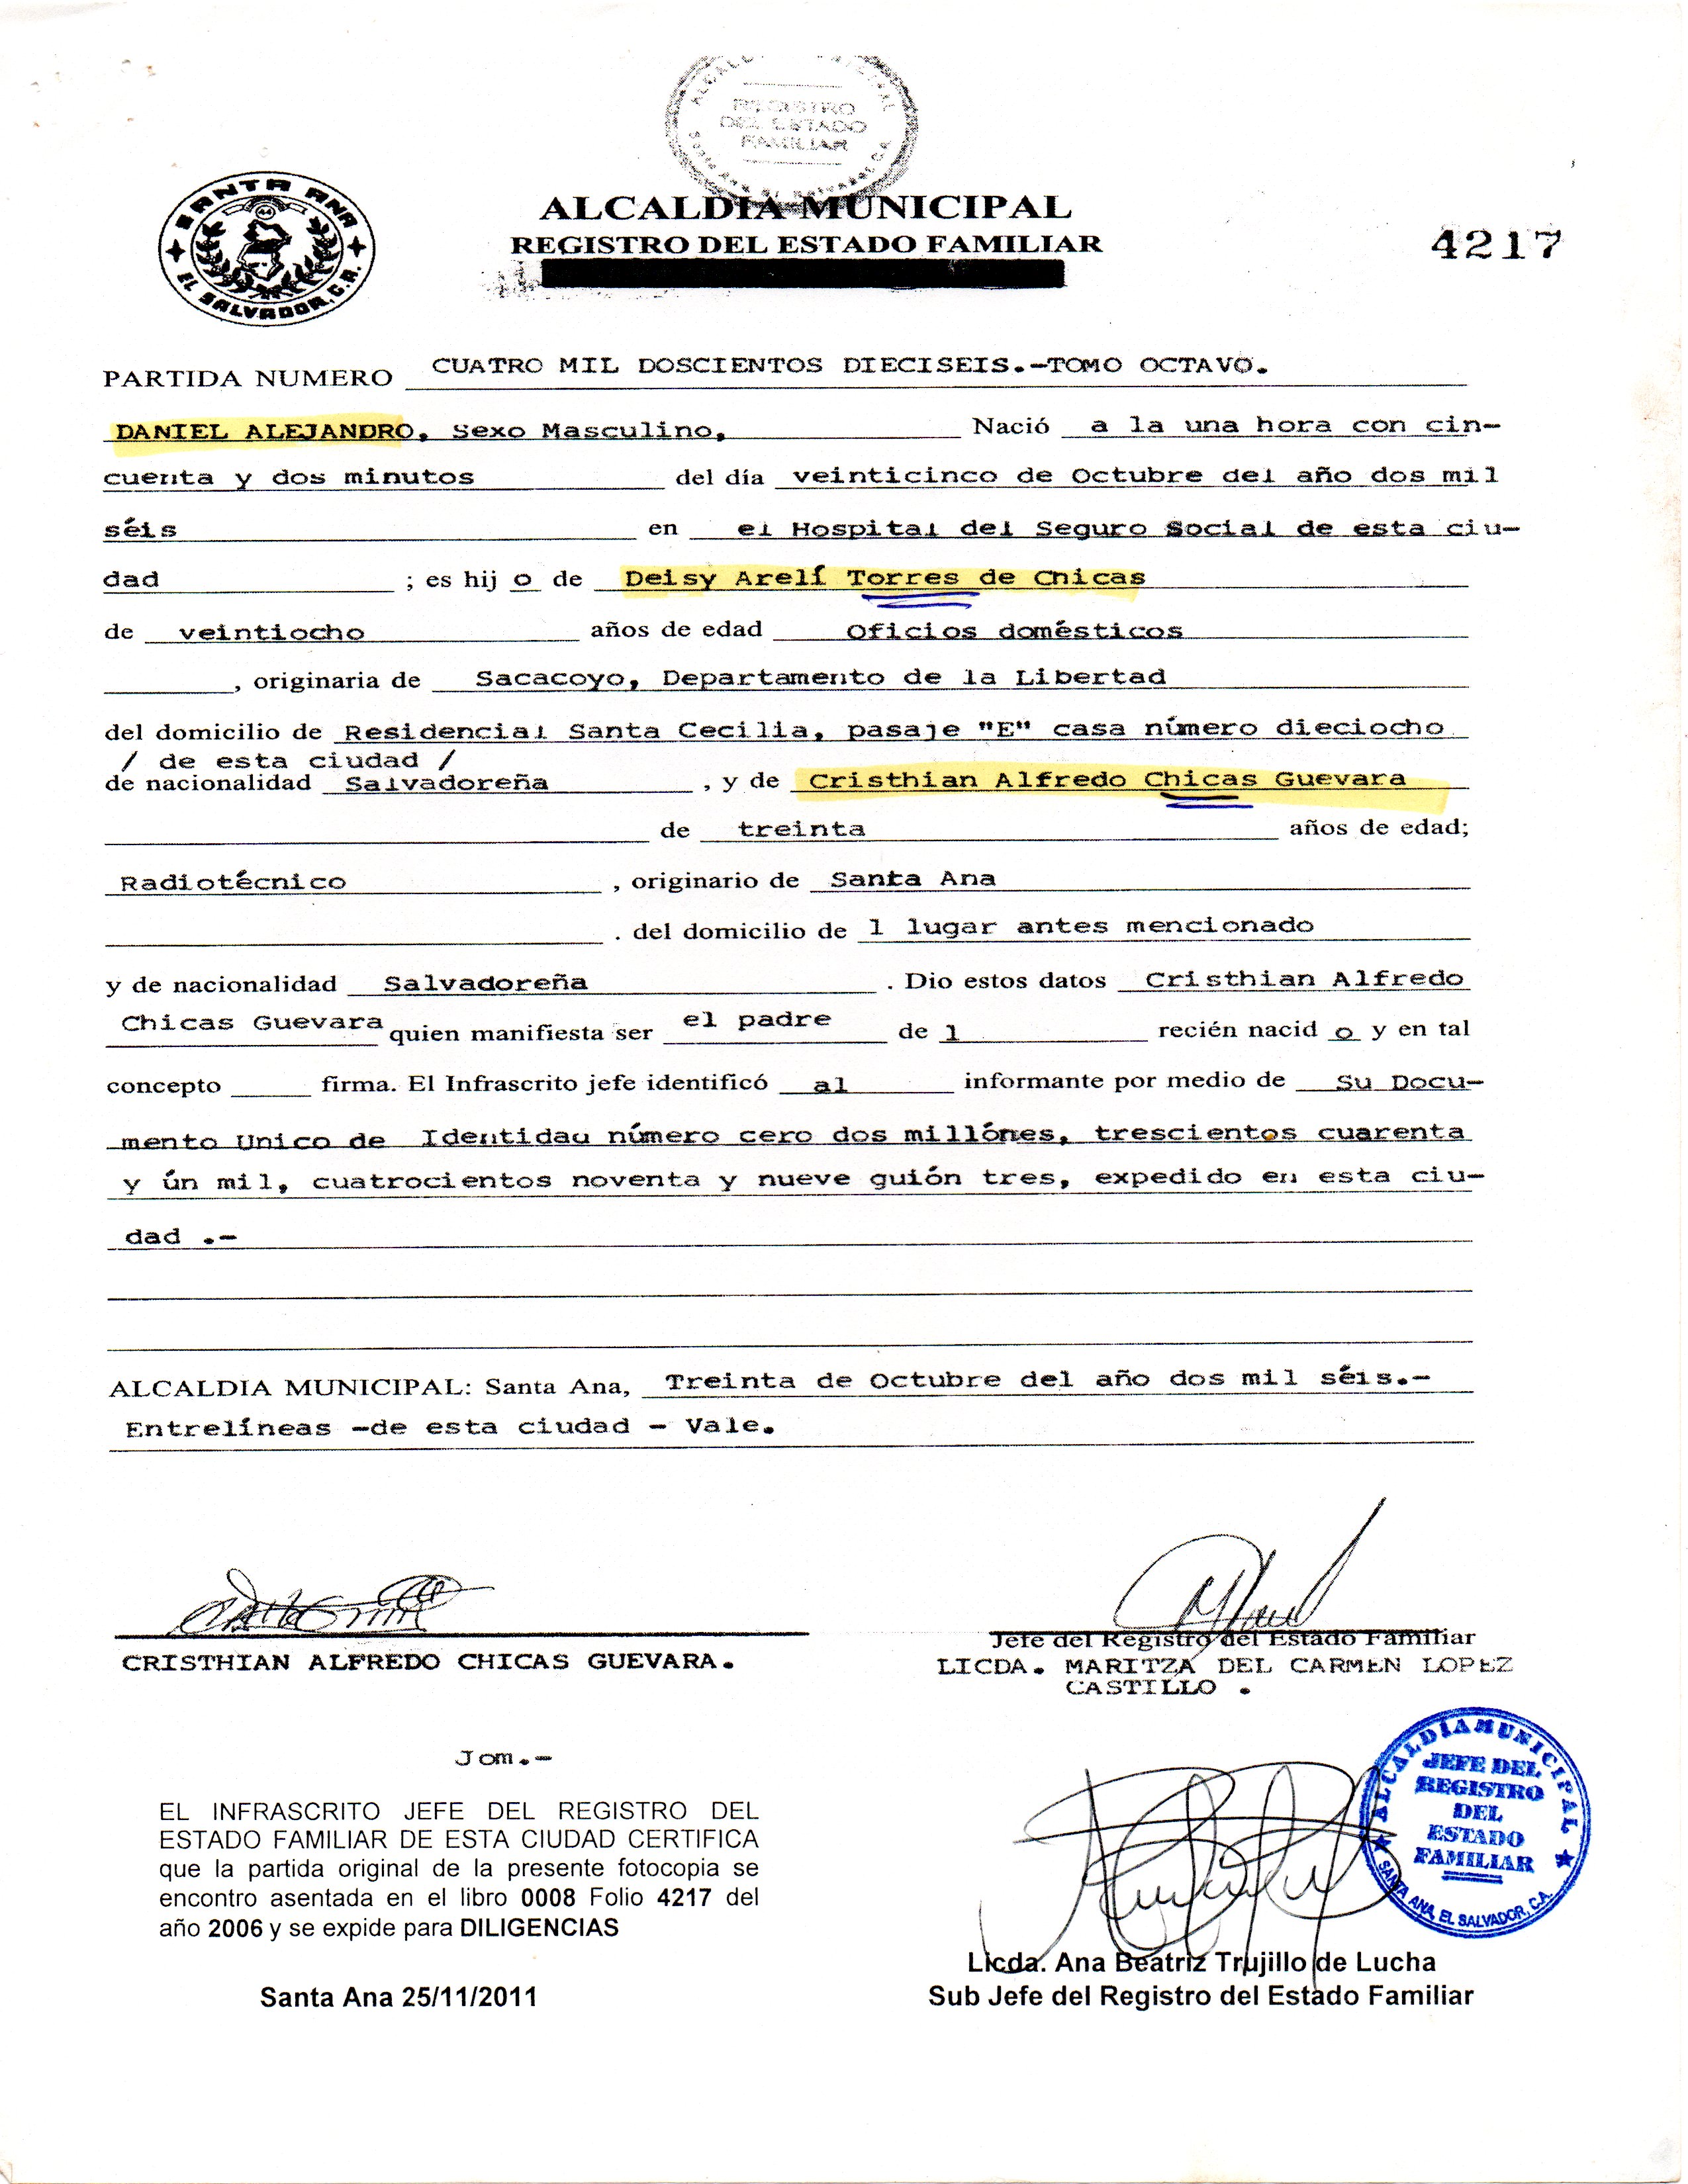 REGISTRO
DEL ESTADO
FAMILIAR
SANTA ANA
EL SALVADOR, C.A.
ALCALDIA MUNICIPAL
REGISTRO DEL ESTADO FAMILIAR
4217
PARTIDA NUMERO CUATRO MIL DOSCIENTOS DIECISEIS.-TOMO OCTAVO.
DANIEL ALEJANDRO, Sexo Masculino, Nació a la una hora con cin-
cuenta y dos minutos del día veinticinco de Octubre del año dos mil
séis en el Hospital del Seguro Social de esta ciu-
dad ; es hij o de Deisy Arelí Torres de Chicas
de veintiocho años de edad Oficios domésticos
, originaria de Sacacoyo, Departamento de la Libertad
del domicilio de Residencial Santa Cecilia, pasaje "E" casa número dieciocho
/ de esta ciudad /
de nacionalidad Salvadoreña , y de Cristhian Alfredo Chicas Guevara
de treinta años de edad;
Radiotécnico , originario de Santa Ana
. del domicilio de l lugar antes mencionado
y de nacionalidad Salvadoreña . Dio estos datos Cristhian Alfredo
Chicas Guevara quien manifiesta ser el padre de l recién nacid o y en tal
concepto firma. El Infrascrito jefe identificó al informante por medio de Su Docu-
mento Unico de Identidad número cero dos millónes, trescientos cuarenta
y ún mil, cuatrocientos noventa y nueve guión tres, expedido en esta ciu-
dad .-
ALCALDIA MUNICIPAL: Santa Ana, Treinta de Octubre del año dos mil séis.-
Entrelíneas -de esta ciudad - Vale.
CRISTHIAN ALFREDO CHICAS GUEVARA.
Jefe del Registro del Estado Familiar
LICDA. MARITZA DEL CARMEN LOPEZ
CASTILLO .
Jom.-
EL INFRASCRITO JEFE DEL REGISTRO DEL
ESTADO FAMILIAR DE ESTA CIUDAD CERTIFICA
que la partida original de la presente fotocopia se
encontro asentada en el libro 0008 Folio 4217 del
año 2006 y se expide para DILIGENCIAS
Santa Ana 25/11/2011
ALCALDÍA MUNICIPAL
JEFE DEL
REGISTRO
DEL
ESTADO
FAMILIAR
SANTA ANA, EL SALVADOR, C.A.
Licda. Ana Beatriz Trujillo de Lucha
Sub Jefe del Registro del Estado Familiar